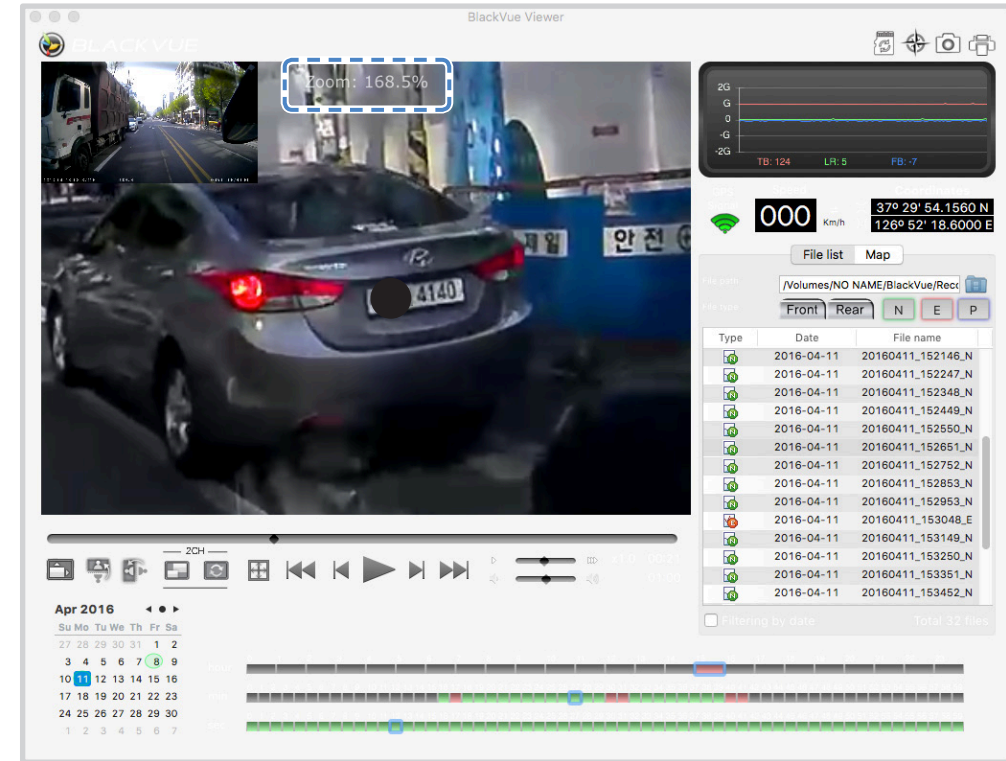 BlackVue Viewer
BLACKVUE
Zoom: 168.5%
안전
4140
2G
G
0
-G
-2G
TB: 124 LR: 5 FB: -7
Coordinates
000 Km/h
37º 29' 54.1560 N
126º 52' 18.6000 E
File list Map
/Volumes/NO NAME/BlackVue/Rec
Front Rear N E P
Type Date File name
2016-04-11 20160411_152146_N
2016-04-11 20160411_152247_N
2016-04-11 20160411_152348_N
2016-04-11 20160411_152449_N
2016-04-11 20160411_152550_N
2016-04-11 20160411_152651_N
2016-04-11 20160411_152752_N
2016-04-11 20160411_152853_N
2016-04-11 20160411_152953_N
2016-04-11 20160411_153048_E
2016-04-11 20160411_153149_N
2016-04-11 20160411_153250_N
2016-04-11 20160411_153351_N
2016-04-11 20160411_153452_N
Filtering by date Total 32 files
2CH
Apr 2016
Su Mo Tu We Th Fr Sa
27 28 29 30 31 1 2
3 4 5 6 7 8 9
10 11 12 13 14 15 16
17 18 19 20 21 22 23
24 25 26 27 28 29 30
1 2 3 4 5 6 7